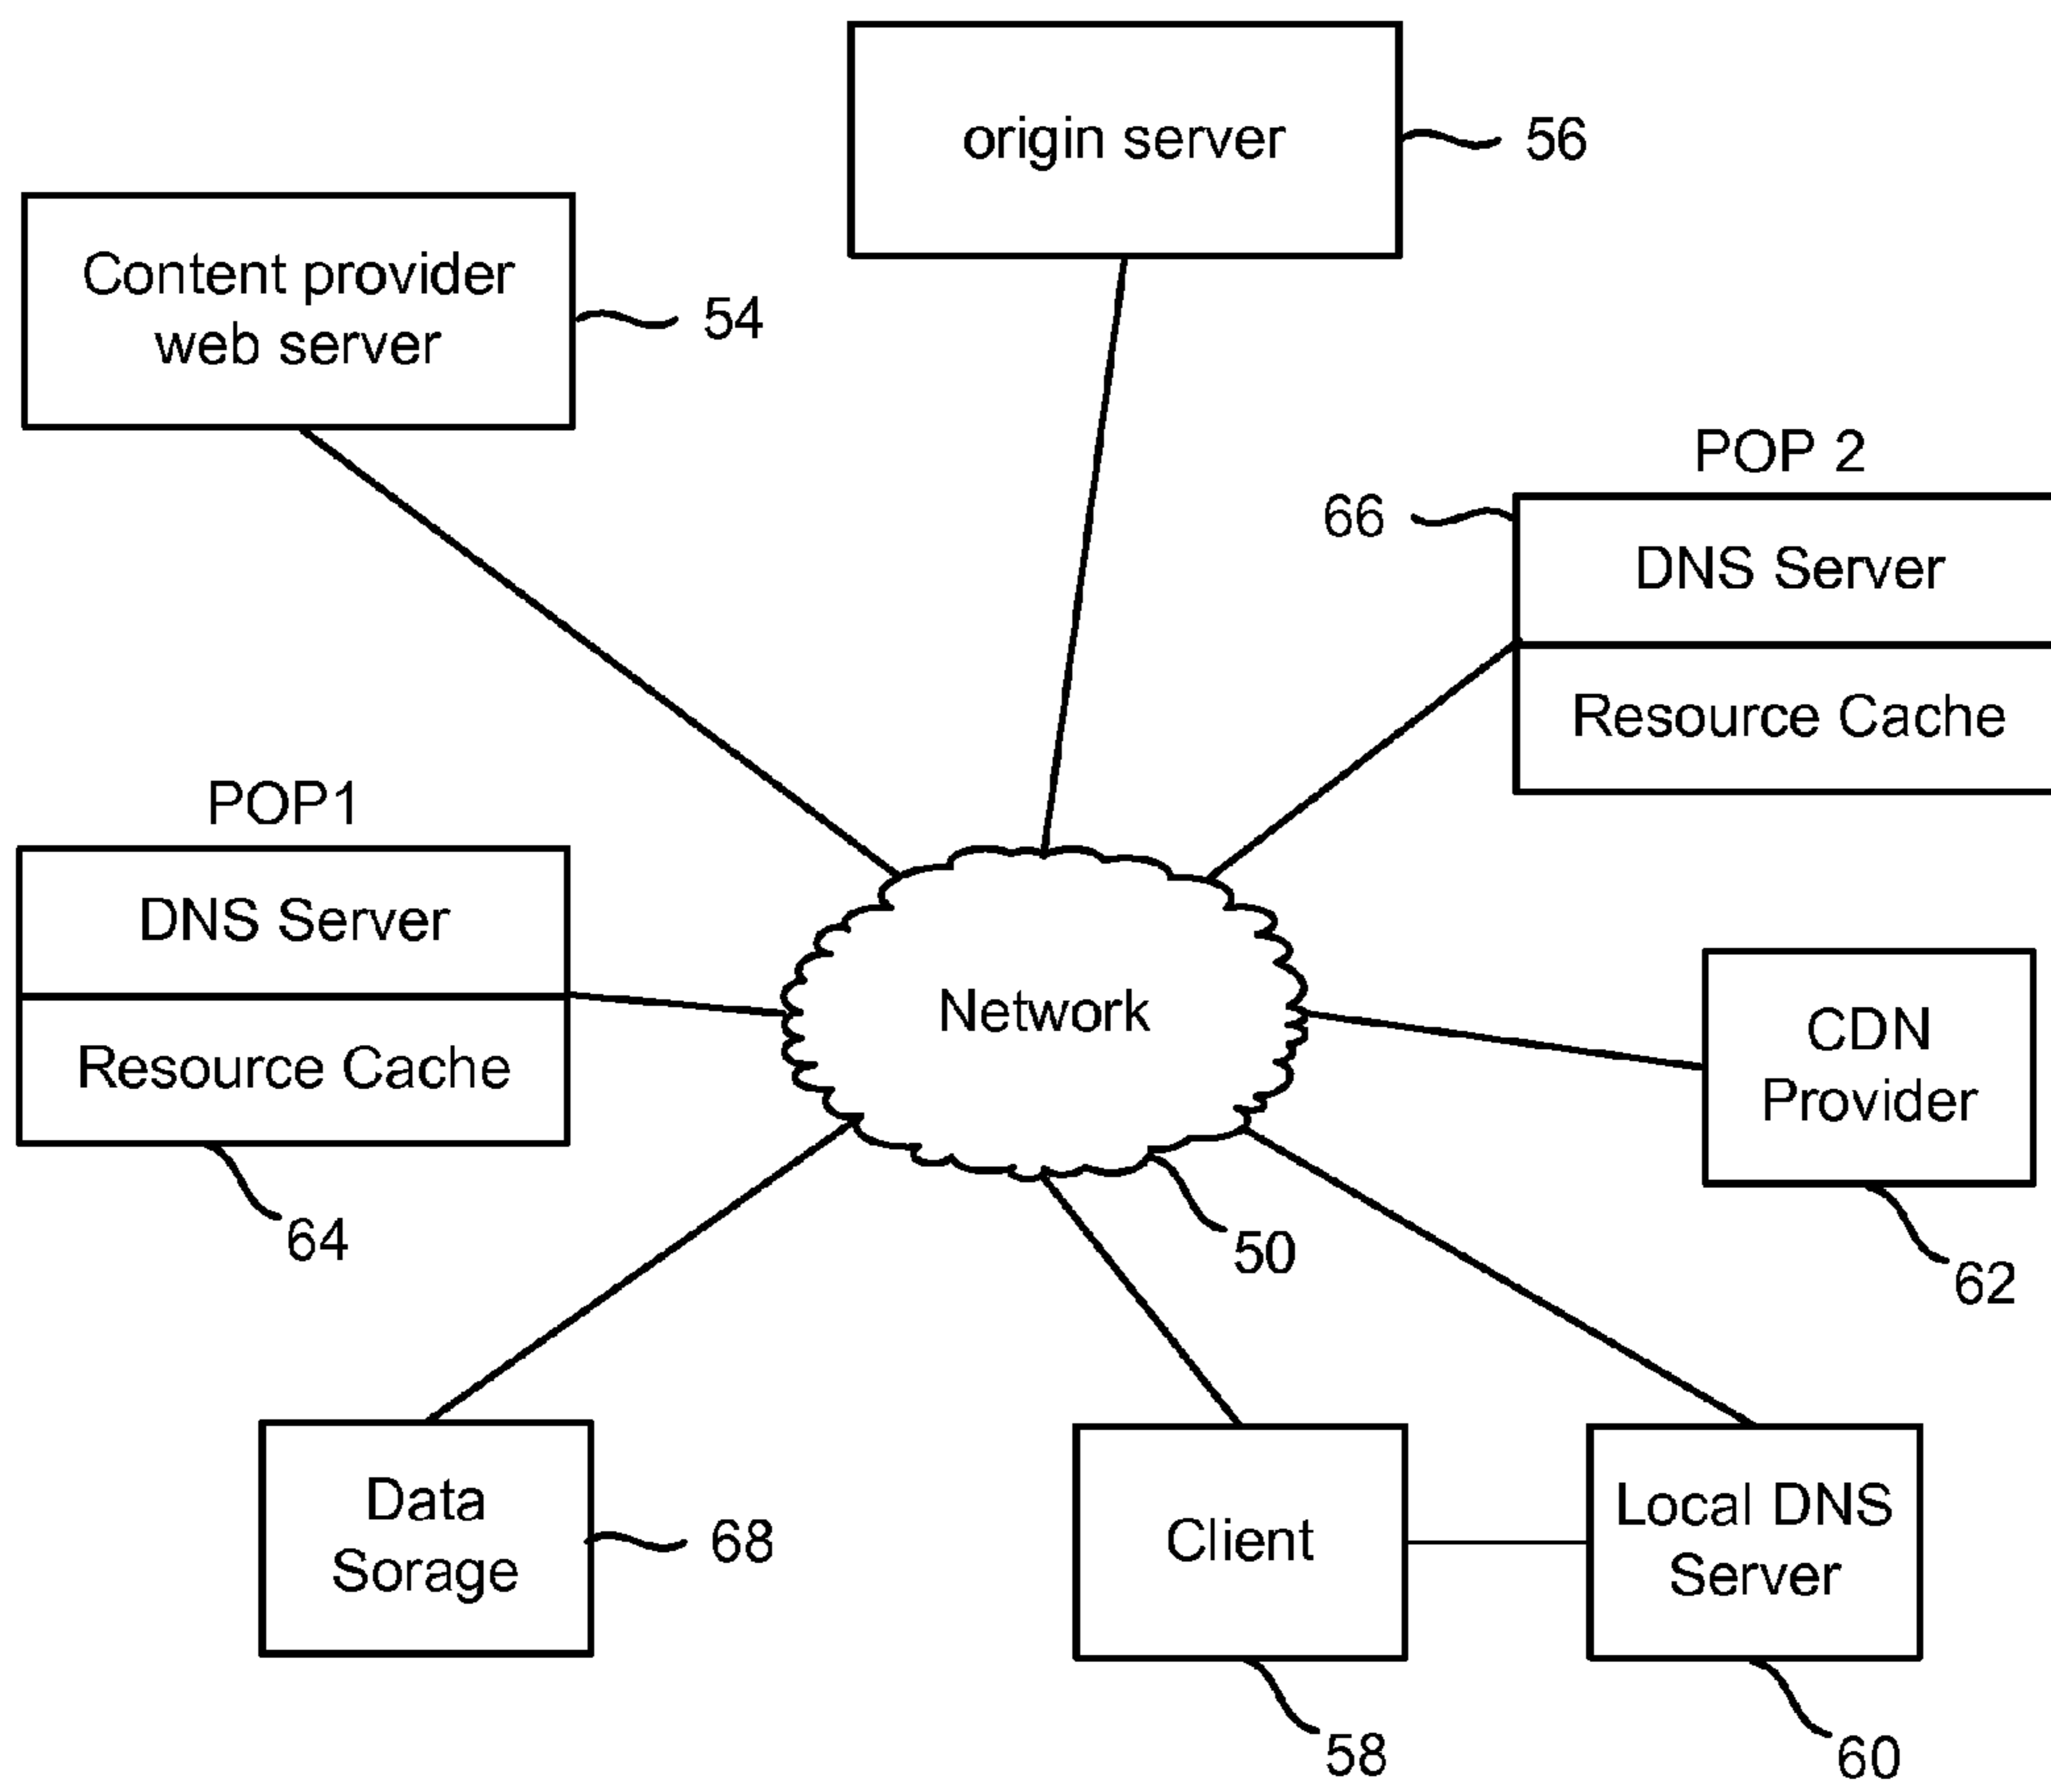 origin server
56
Content provider
web server
54
POP 2
66
DNS Server
Resource Cache
POP1
DNS Server
Resource Cache
64
Network
50
CDN
Provider
62
Data
Sorage
68
Client
58
Local DNS
Server
60